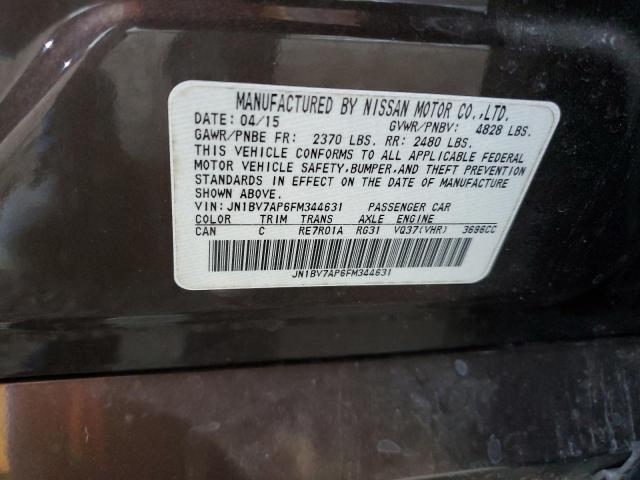 MANUFACTURED BY NISSAN MOTOR CO.,LTD.
DATE: 04/15 GVWR/PNBV: 4828 LBS.
GAWR/PNBE FR: 2370 LBS. RR: 2480 LBS.
THIS VEHICLE CONFORMS TO ALL APPLICABLE FEDERAL
MOTOR VEHICLE SAFETY,BUMPER,AND THEFT PREVENTION
STANDARDS IN EFFECT ON THE DATE OF MANUFACTURE
SHOWN ABOVE.
VIN: JN1BV7AP6FM344631 PASSENGER CAR
COLOR TRIM TRANS AXLE ENGINE
CAN C RE7R01A RG31 VQ37(VHR) 3696CC
JN1BV7AP6FM344631